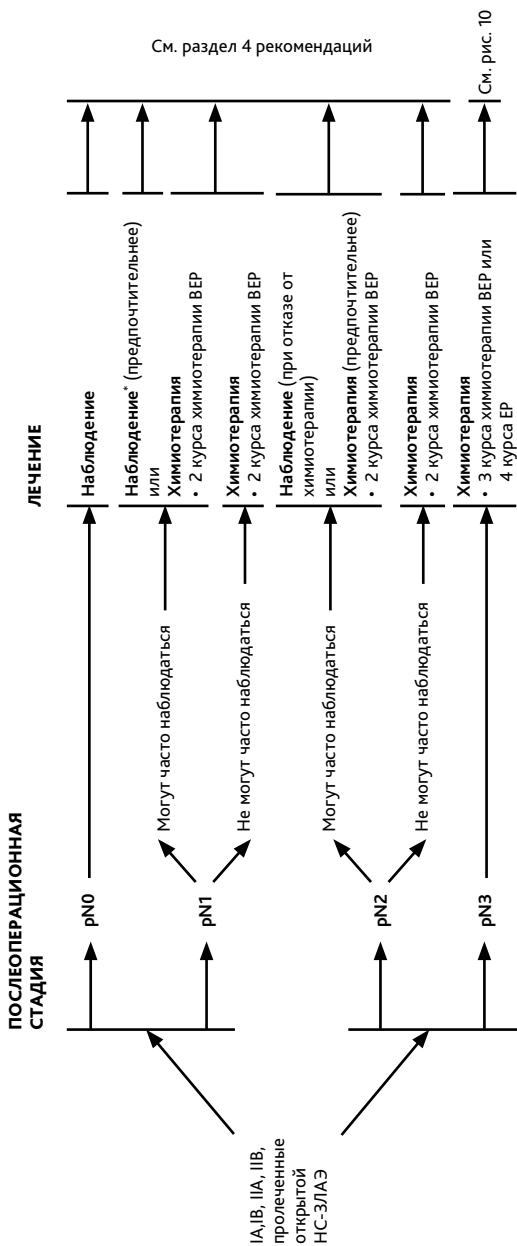 ПОСЛЕОПЕРАЦИОННАЯ
СТАДИЯ
ЛЕЧЕНИЕ
IA,IB, IIA, IIB,
пролеченные
открытой
НС-ЗЛАЭ
pN0
Наблюдение
pN1
Могут часто наблюдаться
Наблюдение* (предпочтительнее)
или
Химиотерапия
• 2 курса химиотерапии BEP
Не могут часто наблюдаться
Химиотерапия
• 2 курса химиотерапии BEP
pN2
Могут часто наблюдаться
Наблюдение (при отказе от
химиотерапии)
или
Химиотерапия (предпочтительнее)
• 2 курса химиотерапии BEP
Не могут часто наблюдаться
Химиотерапия
• 2 курса химиотерапии BEP
pN3
Химиотерапия
• 3 курса химиотерапии BEP или
4 курса EP
См. раздел 4 рекомендаций
См. рис. 10